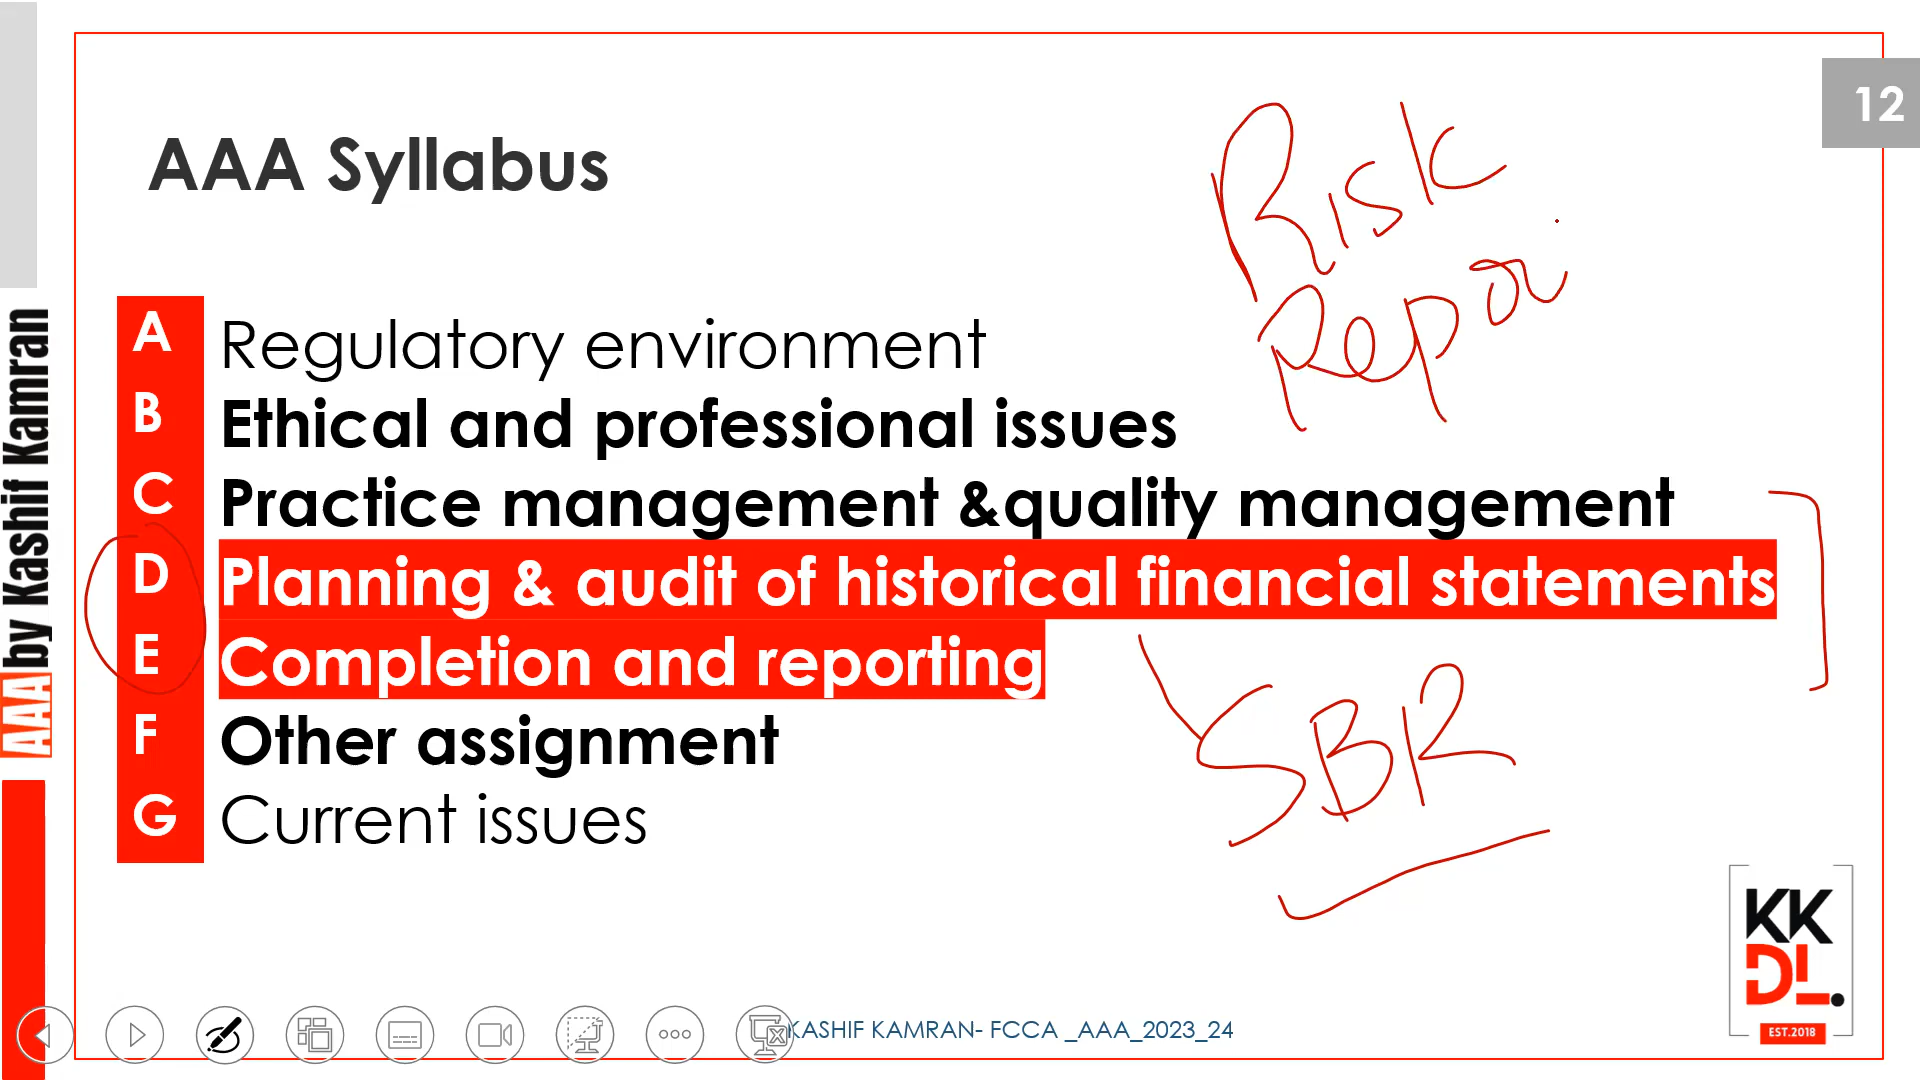 12
AAA Syllabus
Risk
A Regulatory environment
B Ethical and professional issues
C Practice management &quality management
D Planning & audit of historical financial statements
E Completion and reporting
F Other assignment
G Current issues
SBR
AAA by Kashif Kamran
KK
DL.
EST.2018
KASHIF KAMRAN- FCCA _AAA_2023_24